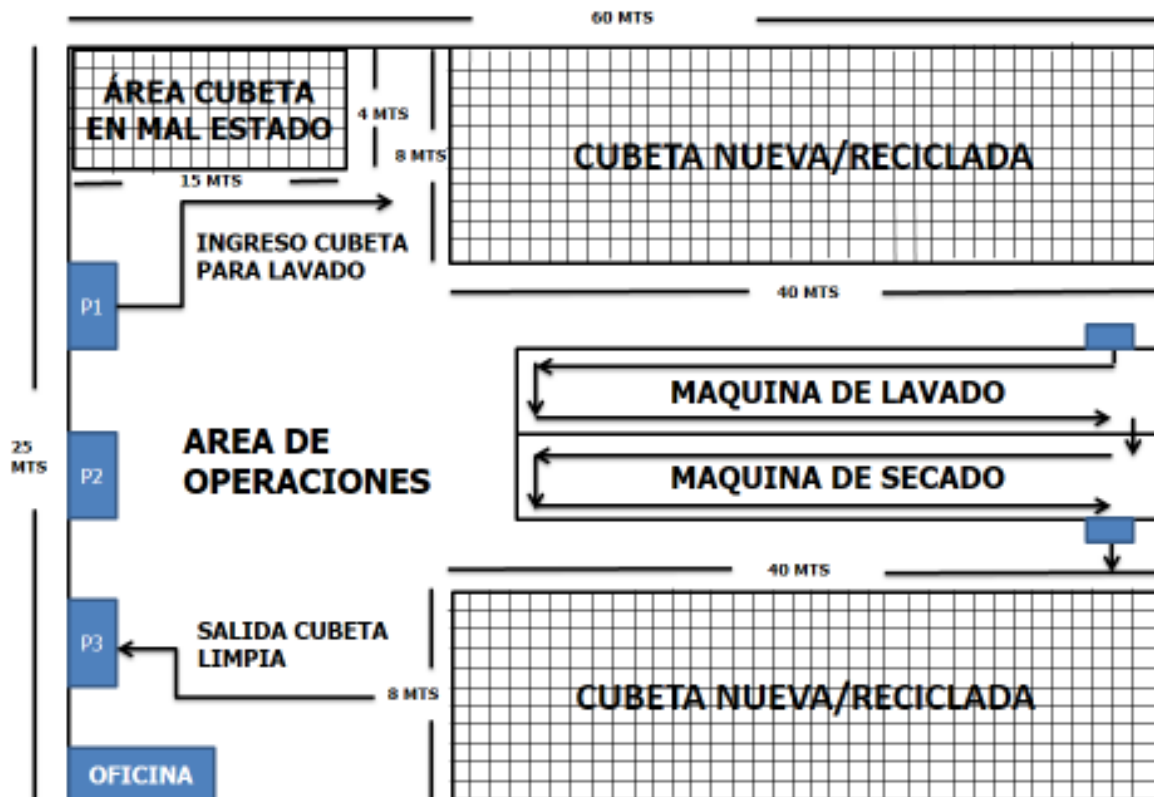 60 MTS
ÁREA CUBETA
EN MAL ESTADO
4 MTS
8 MTS
CUBETA NUEVA/RECICLADA
15 MTS
INGRESO CUBETA
PARA LAVADO
P1
40 MTS
MAQUINA DE LAVADO
25
MTS
P2
AREA DE
OPERACIONES
MAQUINA DE SECADO
40 MTS
P3
SALIDA CUBETA
LIMPIA
8 MTS
CUBETA NUEVA/RECICLADA
OFICINA